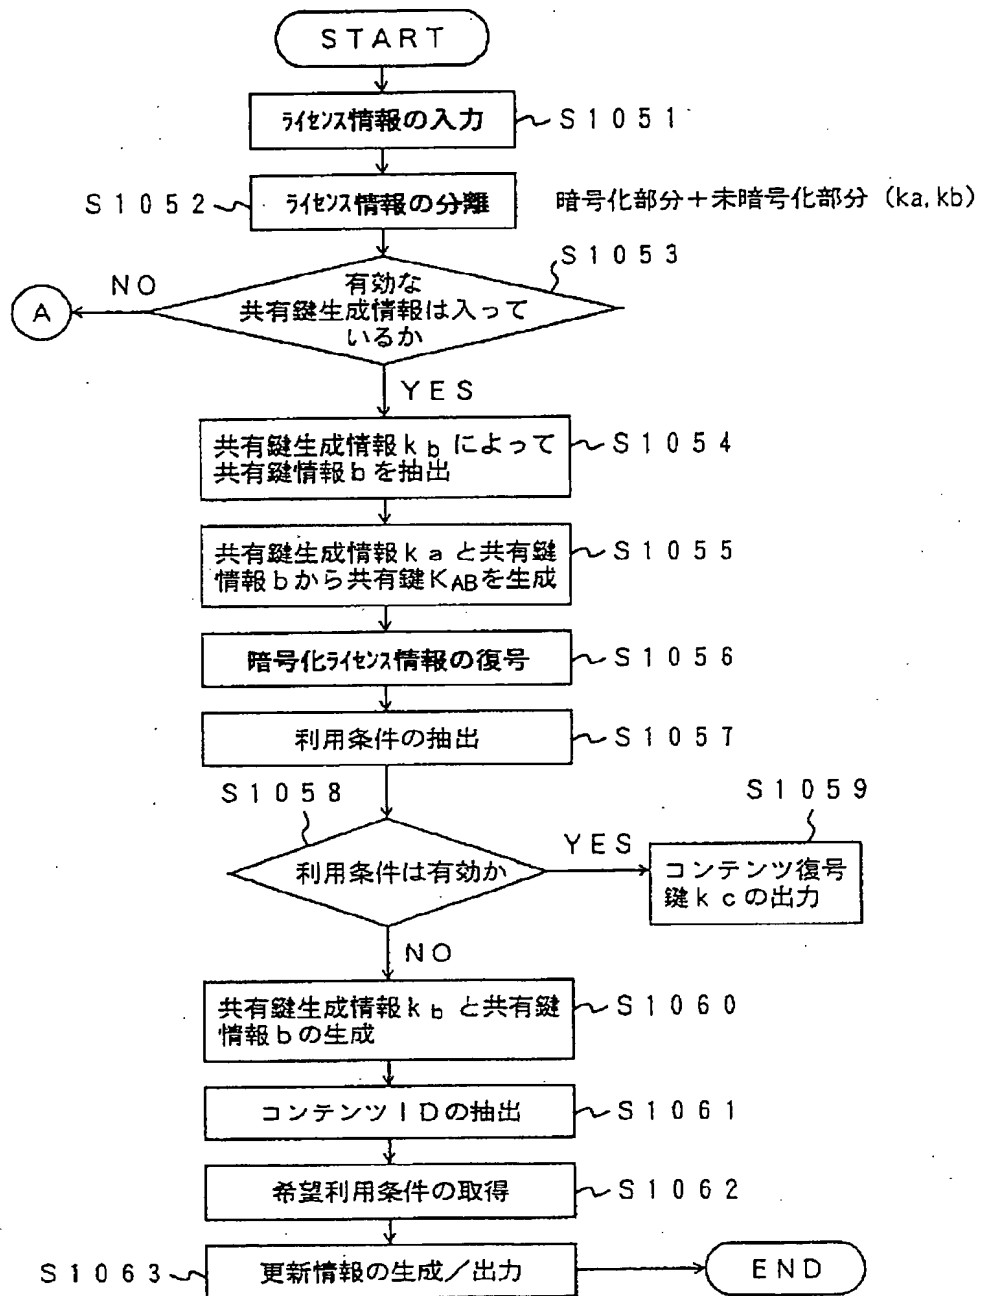 START
ライセンス情報の入力
S1051
S1052
ライセンス情報の分離
暗号化部分+未暗号化部分 (ka,kb)
S1053
NO
A
有効な
共有鍵生成情報は入って
いるか
YES
共有鍵生成情報kbによって
共有鍵情報bを抽出
S1054
共有鍵生成情報kaと共有鍵
情報bから共有鍵KABを生成
S1055
暗号化ライセンス情報の復号
S1056
利用条件の抽出
S1057
S1058
利用条件は有効か
YES
S1059
コンテンツ復号
鍵kcの出力
NO
共有鍵生成情報kbと共有鍵
情報bの生成
S1060
コンテンツIDの抽出
S1061
希望利用条件の取得
S1062
S1063
更新情報の生成/出力
END